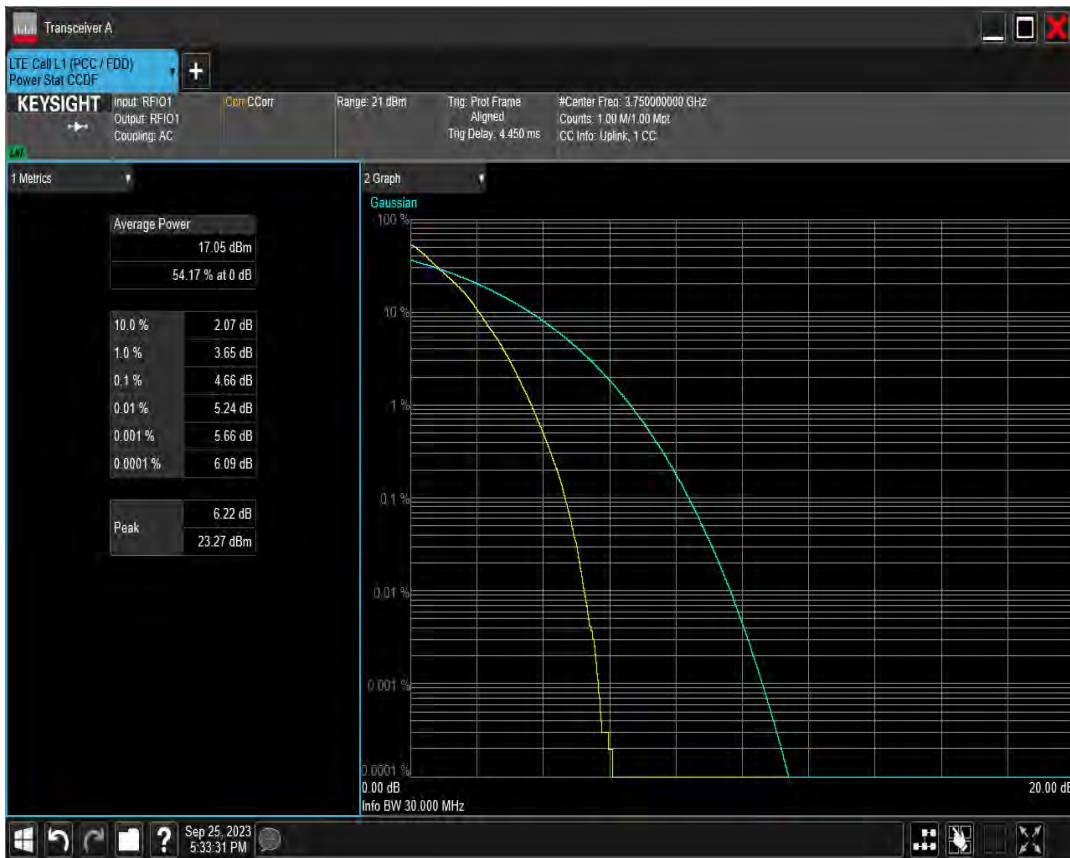 Transceiver A
LTE Cell L1 (PCC / FDD)
Power Stat CCDF
+
KEYSIGHT
Input: RFIO1
Output: RFIO1
Coupling: AC
Corr CCorr
Range: 21 dBm
Trig: Prot Frame
Aligned
Trig Delay: 4.450 ms
#Center Freq: 3.750000000 GHz
Counts: 1.00 M/1.00 Mpt
CC Info: Uplink, 1 CC
1 Metrics
Average Power
17.05 dBm
54.17 % at 0 dB
10.0 % 2.07 dB
1.0 % 3.65 dB
0.1 % 4.66 dB
0.01 % 5.24 dB
0.001 % 5.66 dB
0.0001 % 6.09 dB
Peak
6.22 dB
23.27 dBm
2 Graph
Gaussian
100 %
10 %
1 %
0.1 %
0.01 %
0.001 %
0.0001 %
0.00 dB
20.00 dB
Info BW 30.000 MHz
?
Sep 25, 2023
5:33:31 PM